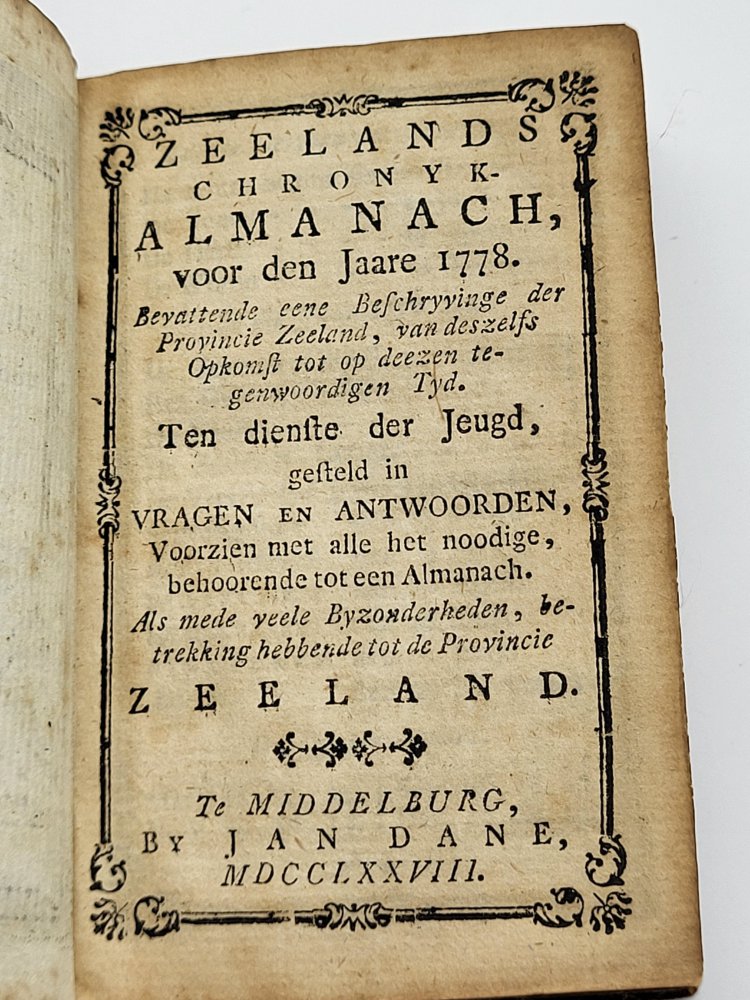 ZEELANDS
CHRONYK-
ALMANACH,
voor den Jaare 1778.
Bevattende eene Beſchryvinge der
Provincie Zeeland, van deszelfs
Opkomſt tot op deezen te-
genwoordigen Tyd.
Ten dienſte der Jeugd,
geſteld in
VRAGEN EN ANTWOORDEN,
Voorzien met alle het noodige,
behoorende tot een Almanach.
Als mede veele Byzonderheden, be-
trekking hebbende tot de Provincie
ZEELAND.
Te MIDDELBURG,
By JAN DANE,
MDCCLXXVIII.